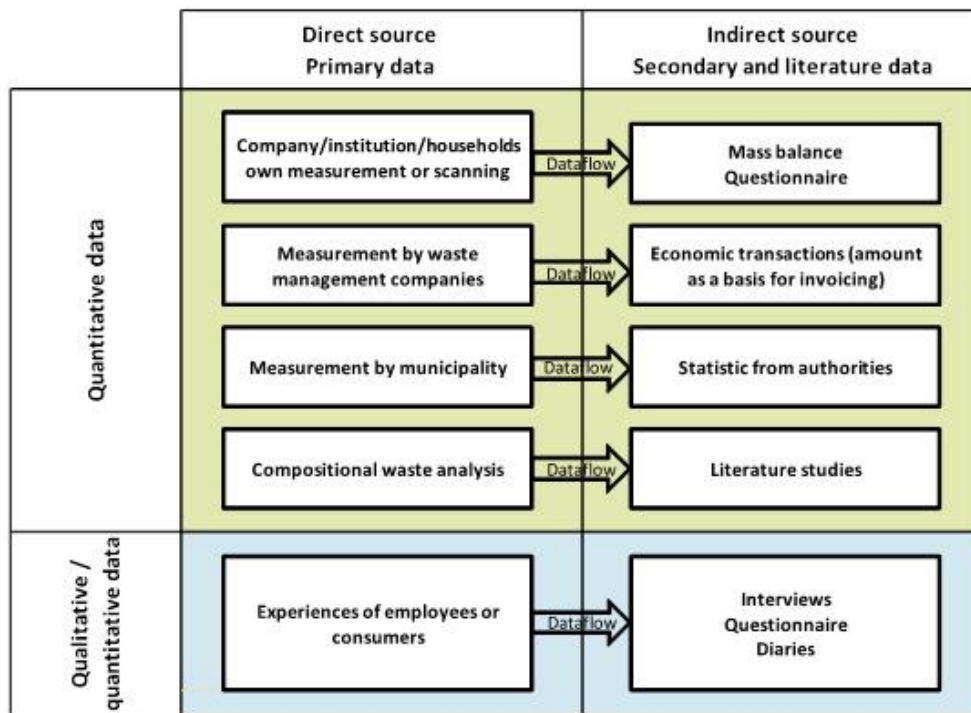 Direct source
Primary data
Indirect source
Secondary and literature data
Quantitative data
Company/institution/households
own measurement or scanning
Dataflow
Mass balance
Questionnaire
Measurement by waste
management companies
Dataflow
Economic transactions (amount
as a basis for invoicing)
Measurement by municipality
Dataflow
Statistic from authorities
Compositional waste analysis
Dataflow
Literature studies
Qualitative /
quantitative data
Experiences of employees or
consumers
Dataflow
Interviews
Questionnaire
Diaries